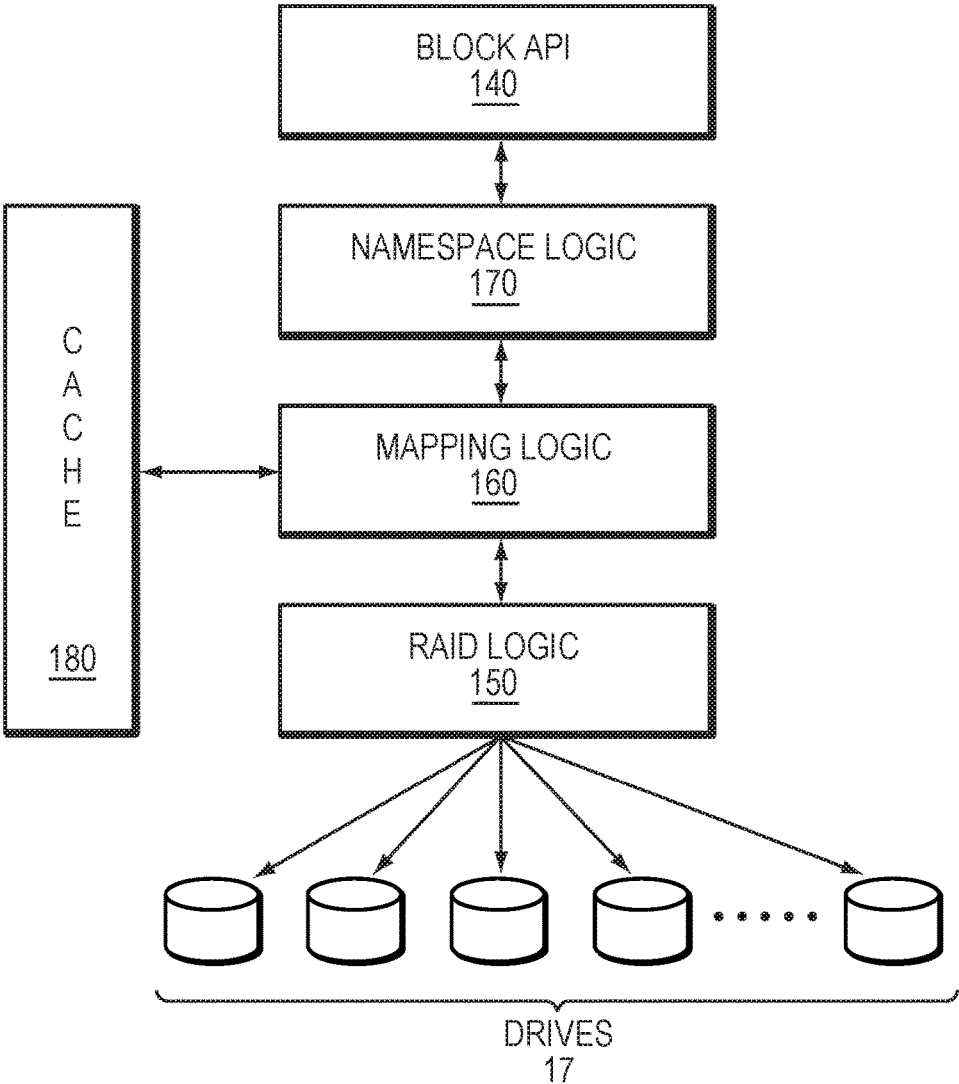 BLOCK API
140
NAMESPACE LOGIC
170
C
A
C
H
E
180
MAPPING LOGIC
160
RAID LOGIC
150
DRIVES
17